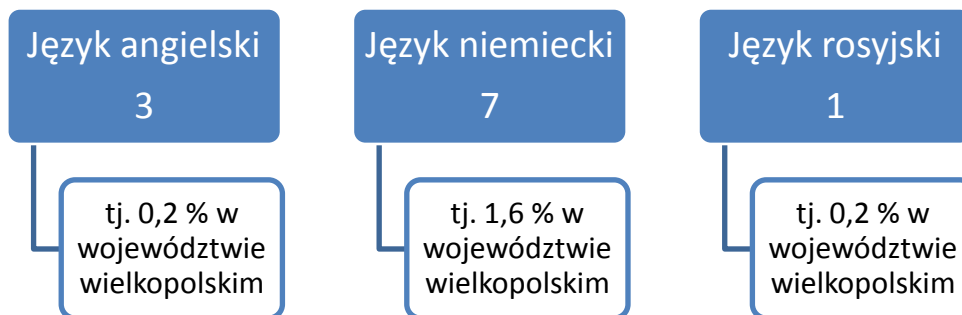 Język angielski
3
tj. 0,2 % w
województwie
wielkopolskim
Język niemiecki
7
tj. 1,6 % w
województwie
wielkopolskim
Język rosyjski
1
tj. 0,2 % w
województwie
wielkopolskim